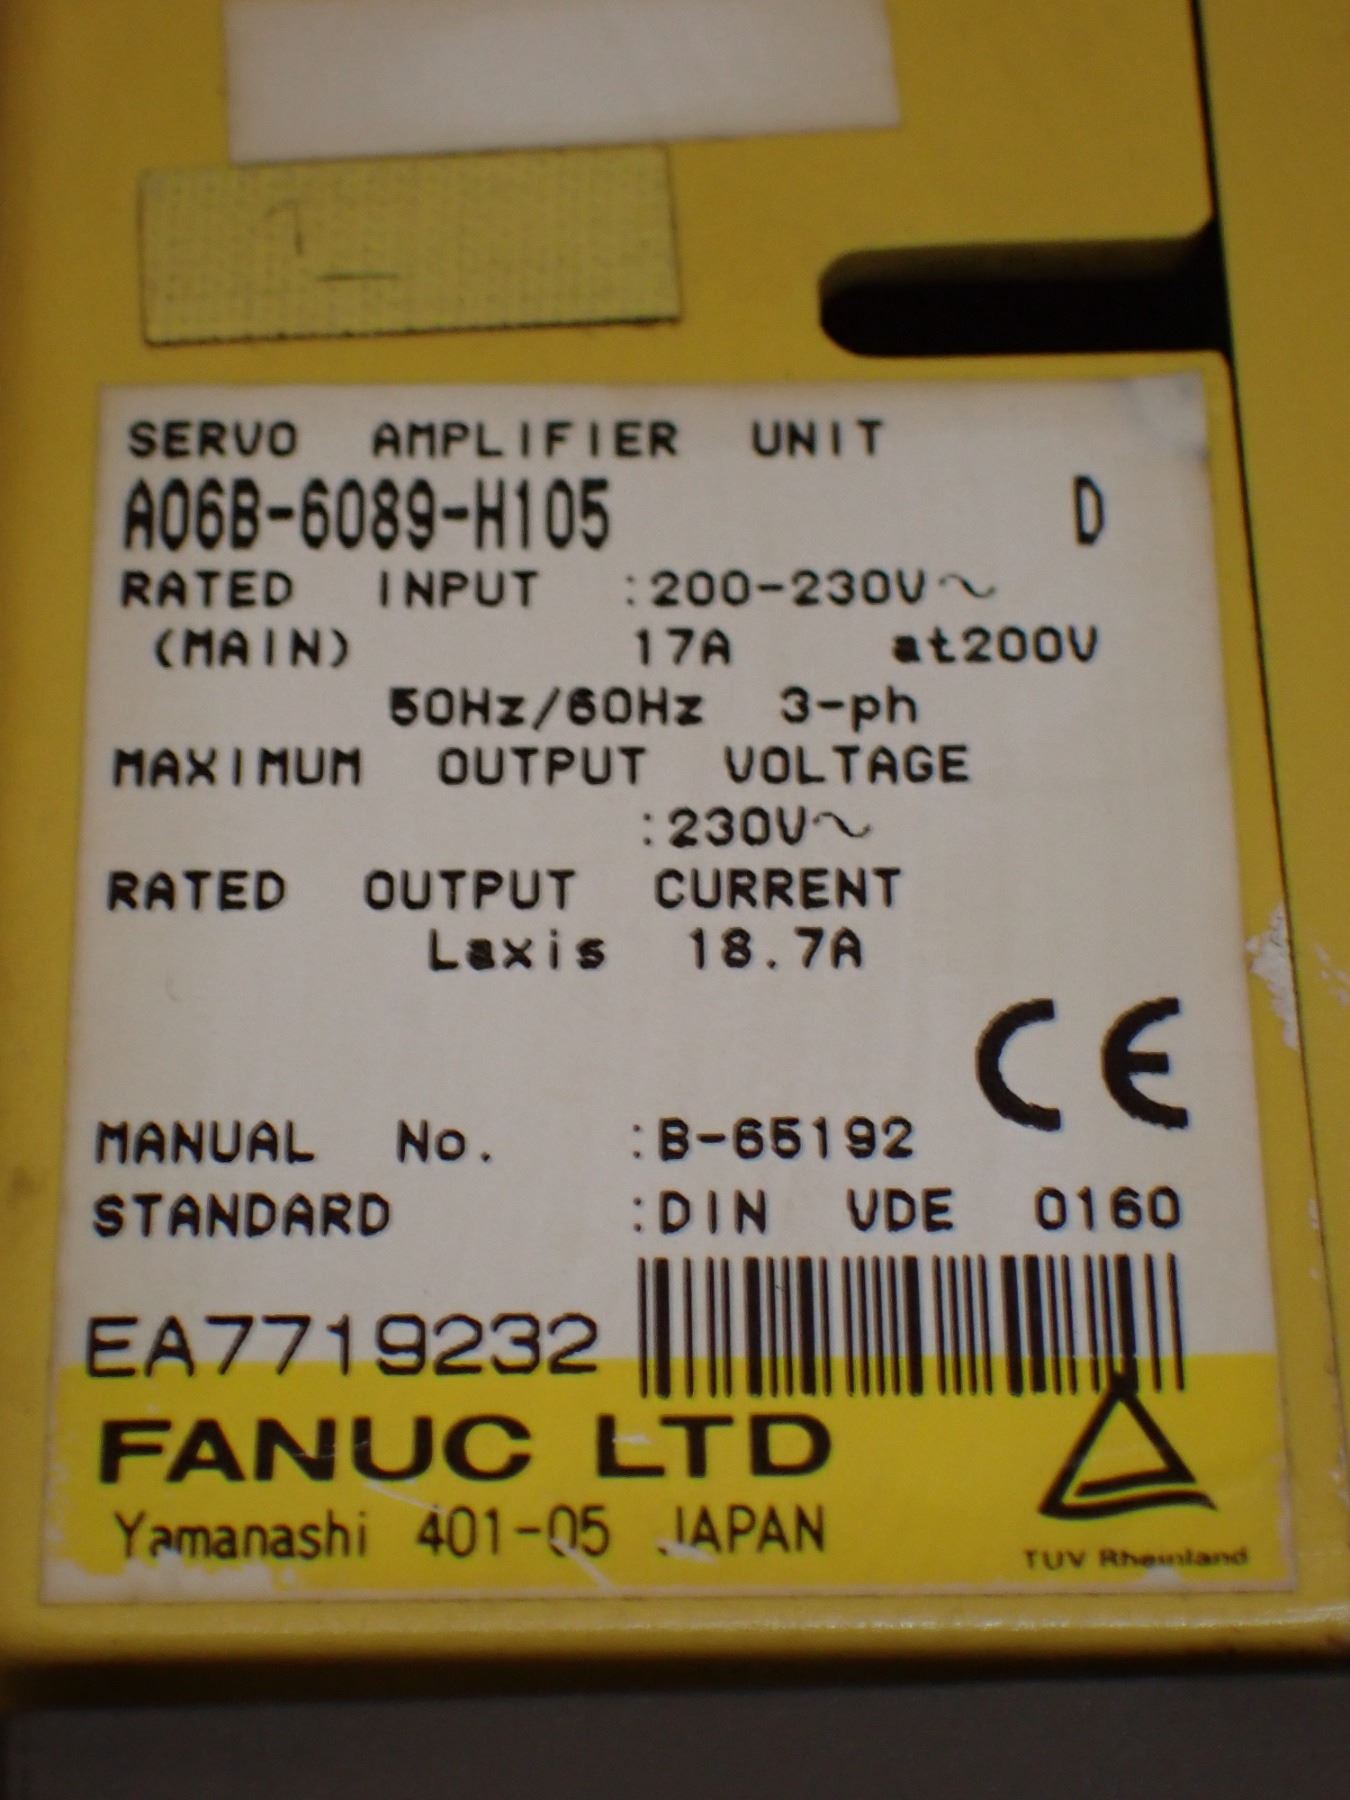 SERVO AMPLIFIER UNIT
A06B-6089-H105 D
RATED INPUT :200-230V~
(MAIN) 17A at200V
50Hz/60Hz 3-ph
MAXIMUM OUTPUT VOLTAGE
:230V~
RATED OUTPUT CURRENT
Laxis 18.7A
CE
MANUAL No. :B-65192
STANDARD :DIN VDE 0160
EA7719232
FANUC LTD
Yamanashi 401-05 JAPAN
TUV Rheinland